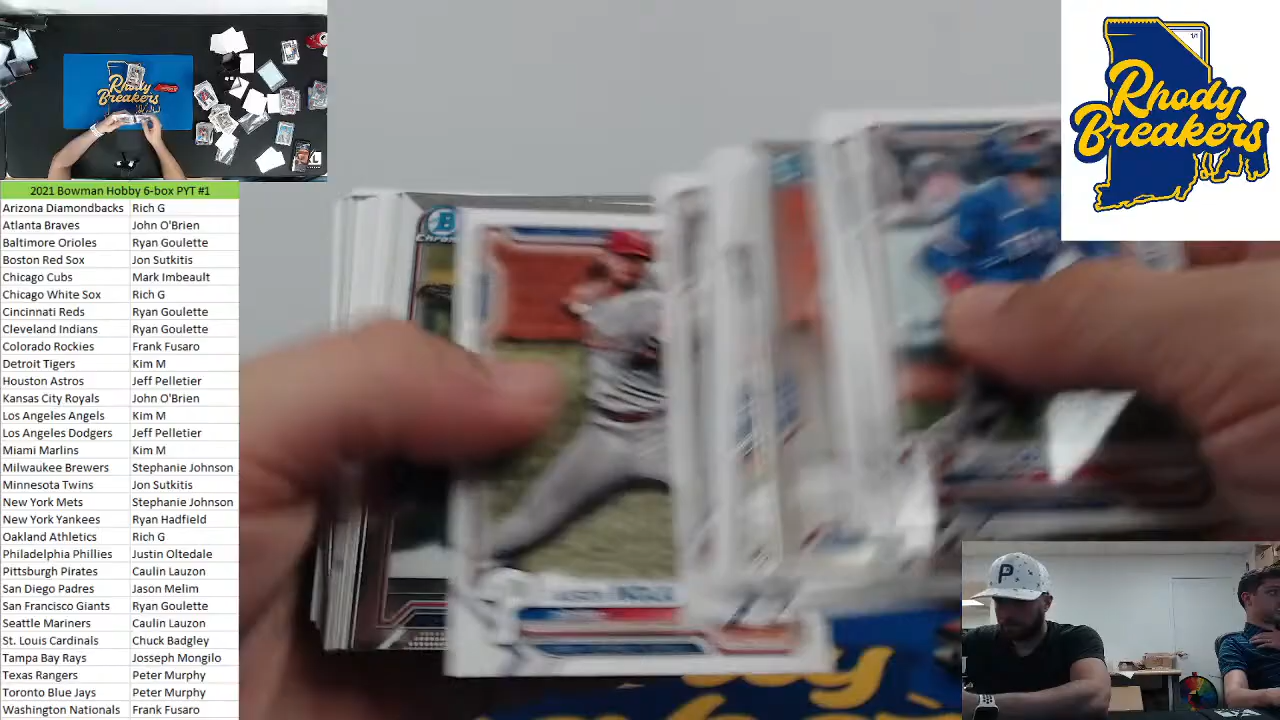 Rhody
Breakers
1/1
Rhody
Breakers
2021 Bowman Hobby 6-box PYT #1
Arizona Diamondbacks Rich G
Atlanta Braves John O'Brien
Baltimore Orioles Ryan Goulette
Boston Red Sox Jon Sutkitis
Chicago Cubs Mark Imbeault
Chicago White Sox Rich G
Cincinnati Reds Ryan Goulette
Cleveland Indians Ryan Goulette
Colorado Rockies Frank Fusaro
Detroit Tigers Kim M
Houston Astros Jeff Pelletier
Kansas City Royals John O'Brien
Los Angeles Angels Kim M
Los Angeles Dodgers Jeff Pelletier
Miami Marlins Kim M
Milwaukee Brewers Stephanie Johnson
Minnesota Twins Jon Sutkitis
New York Mets Stephanie Johnson
New York Yankees Ryan Hadfield
Oakland Athletics Rich G
Philadelphia Phillies Justin Oltedale
Pittsburgh Pirates Caulin Lauzon
San Diego Padres Jason Melim
San Francisco Giants Ryan Goulette
Seattle Mariners Caulin Lauzon
St. Louis Cardinals Chuck Badgley
Tampa Bay Rays Josseph Mongilo
Texas Rangers Peter Murphy
Toronto Blue Jays Peter Murphy
Washington Nationals Frank Fusaro
B
Chrom
P